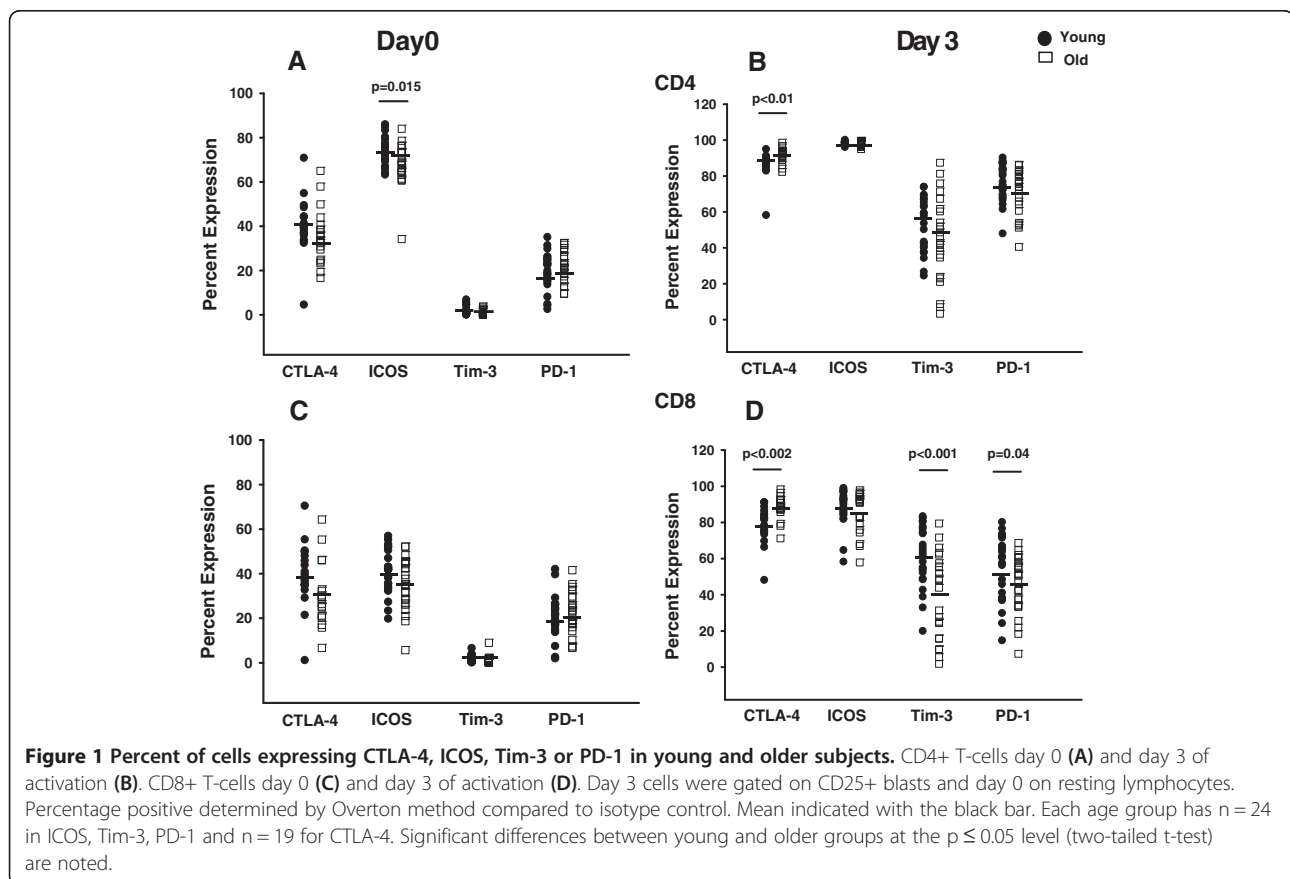 Day0
Day 3
Young
Old
A
p=0.015
Percent Expression
100
80
60
40
20
0
CTLA-4 ICOS Tim-3 PD-1
B
CD4
p<0.01
Percent Expression
120
100
80
60
40
20
0
CTLA-4 ICOS Tim-3 PD-1
C
Percent Expression
100
80
60
40
20
0
CTLA-4 ICOS Tim-3 PD-1
CD8
D
p<0.002 p<0.001 p=0.04
Percent Expression
120
100
80
60
40
20
0
CTLA-4 ICOS Tim-3 PD-1
Figure 1 Percent of cells expressing CTLA-4, ICOS, Tim-3 or PD-1 in young and older subjects. CD4+ T-cells day 0 (A) and day 3 of
activation (B). CD8+ T-cells day 0 (C) and day 3 of activation (D). Day 3 cells were gated on CD25+ blasts and day 0 on resting lymphocytes.
Percentage positive determined by Overton method compared to isotype control. Mean indicated with the black bar. Each age group has n = 24
in ICOS, Tim-3, PD-1 and n = 19 for CTLA-4. Significant differences between young and older groups at the p ≤ 0.05 level (two-tailed t-test)
are noted.